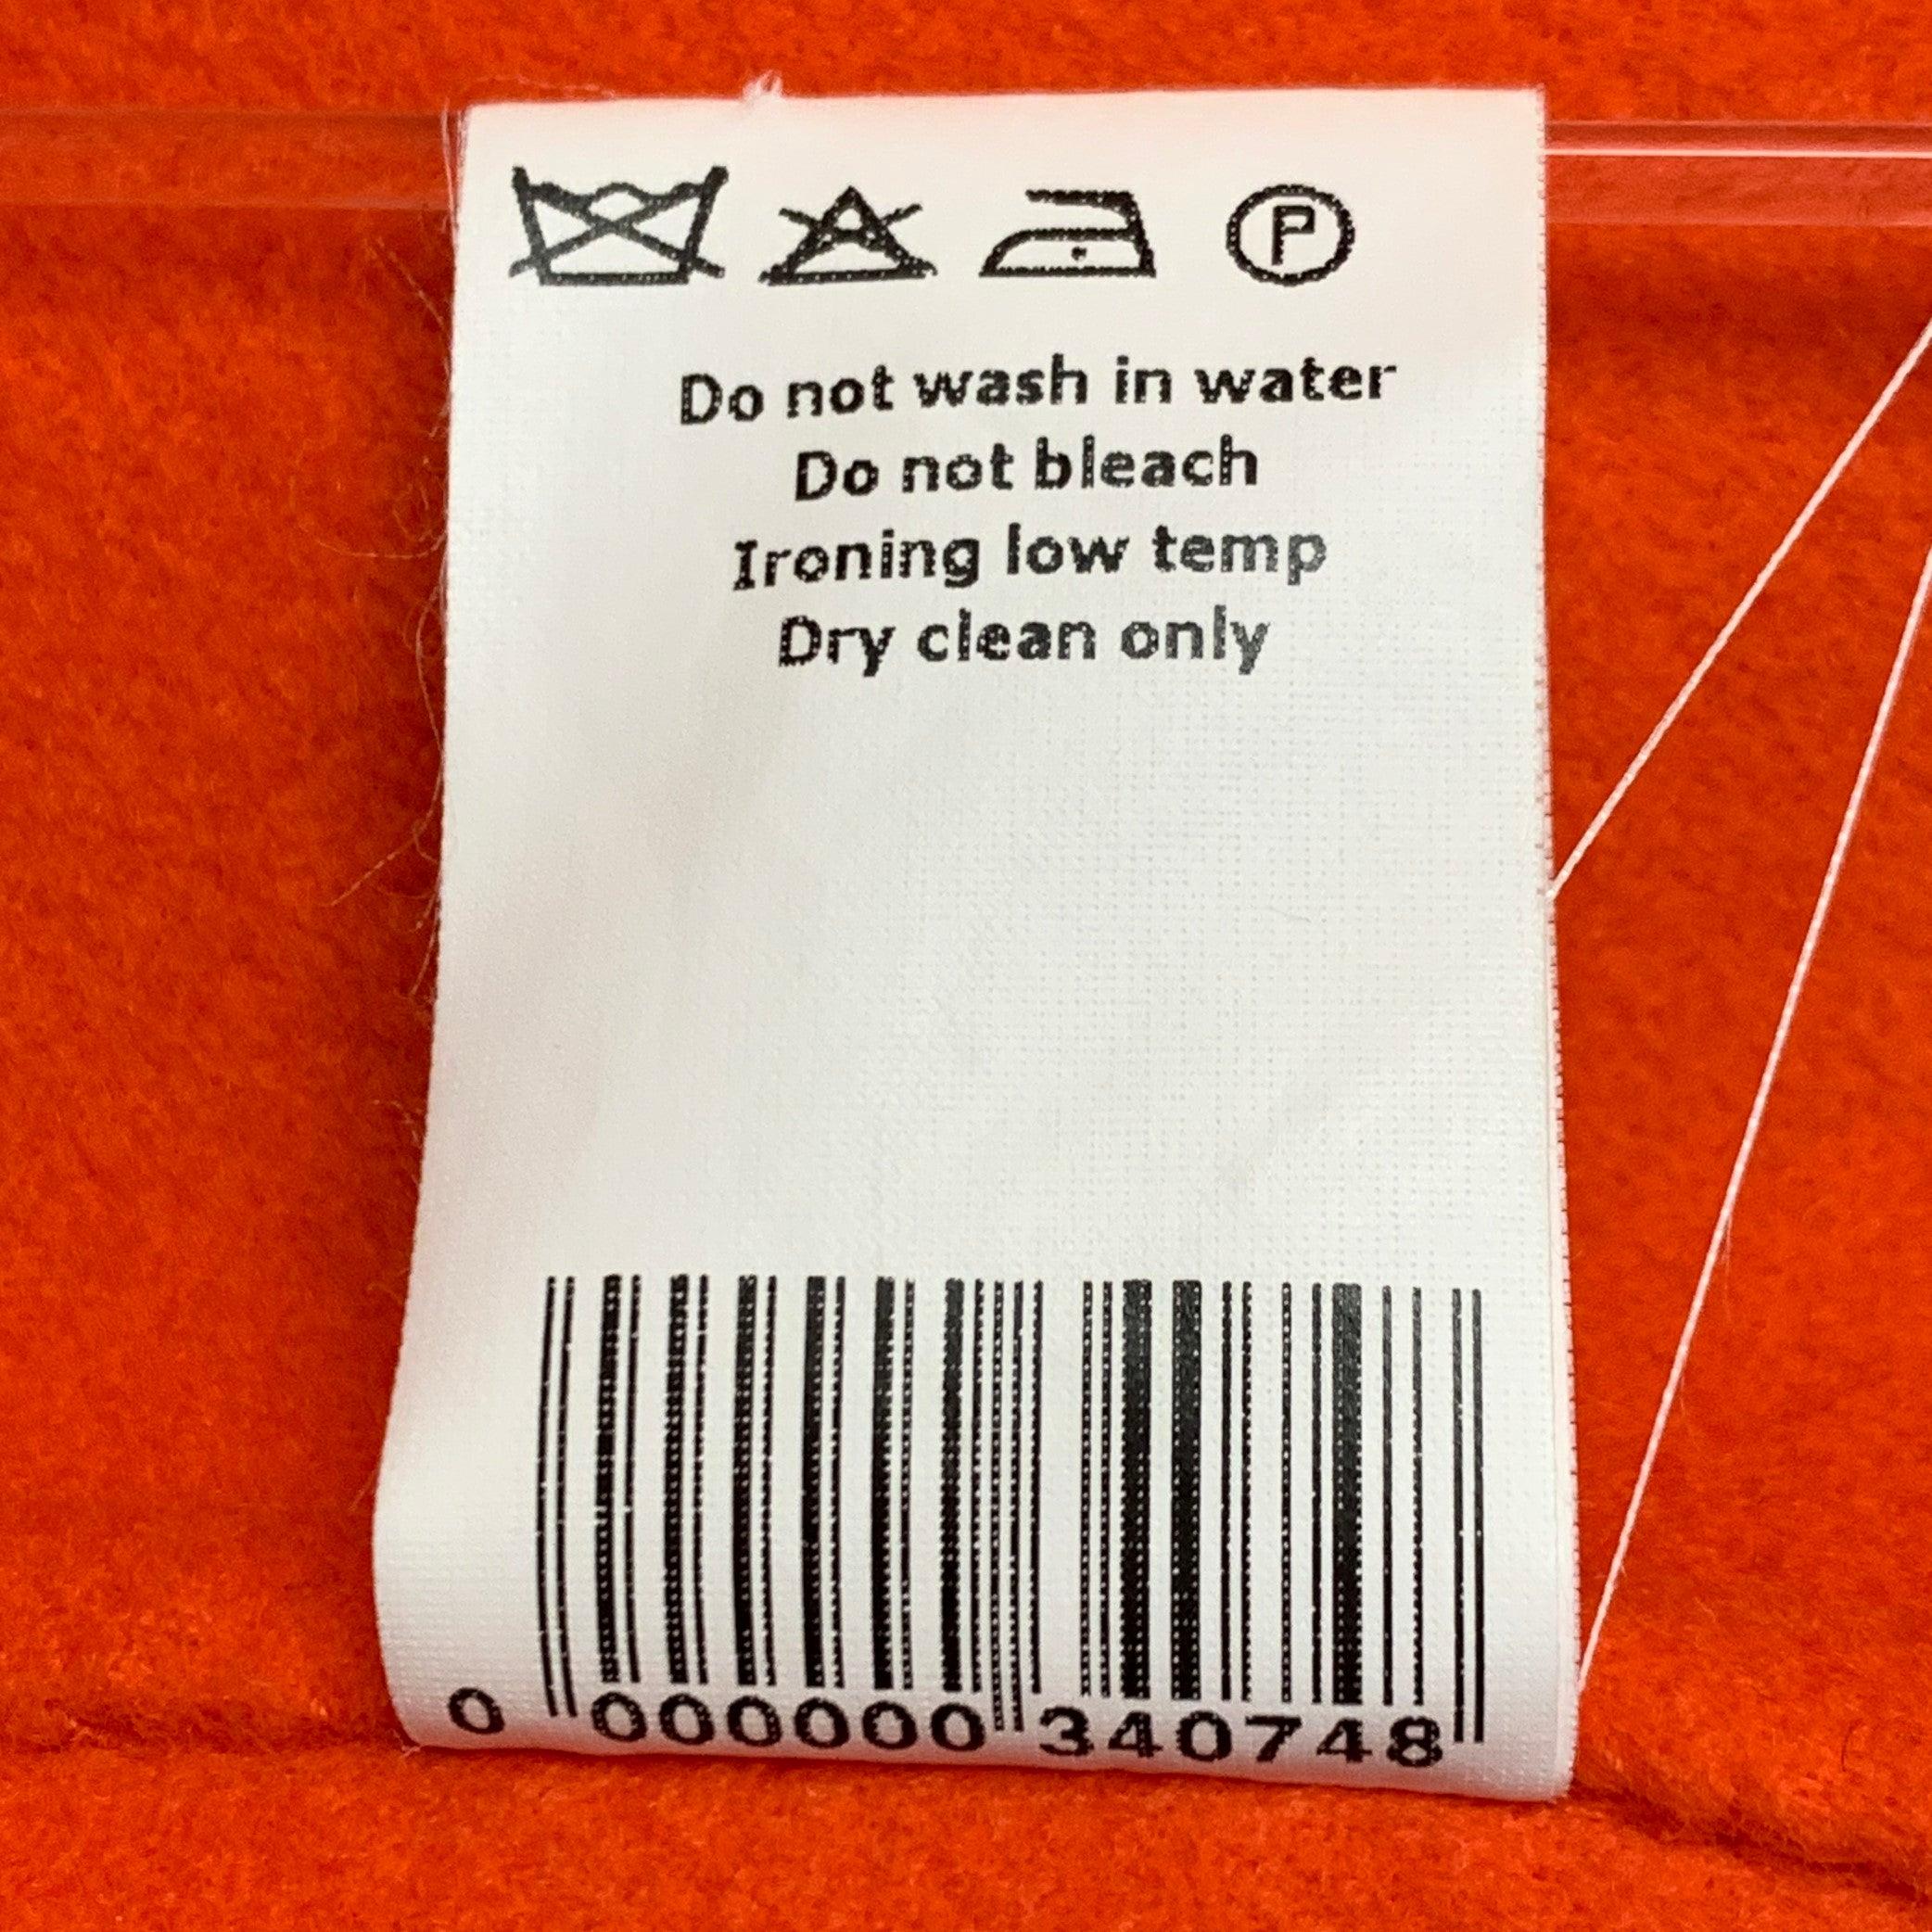 P
Do not wash in water
Do not bleach
Ironing low temp
Dry clean only
0 000000 340748